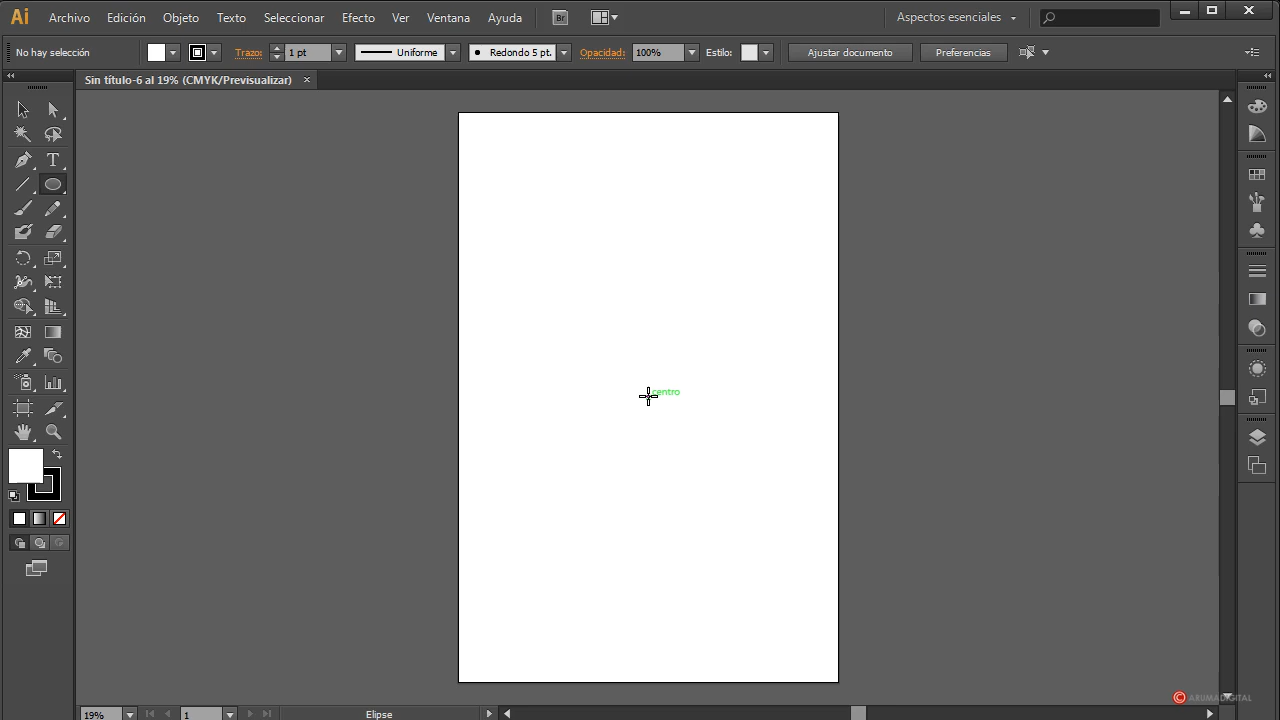 Ai Archivo Edición Objeto Texto Seleccionar Efecto Ver Ventana Ayuda Br Aspectos esenciales
No hay selección Trazo: 1 pt Uniforme Redondo 5 pt. Opacidad: 100% Estilo: Ajustar documento Preferencias
Sin título-6 al 19% (CMYK/Previsualizar)
T
centro
© ARUMADIGITAL
19% 1 Elipse